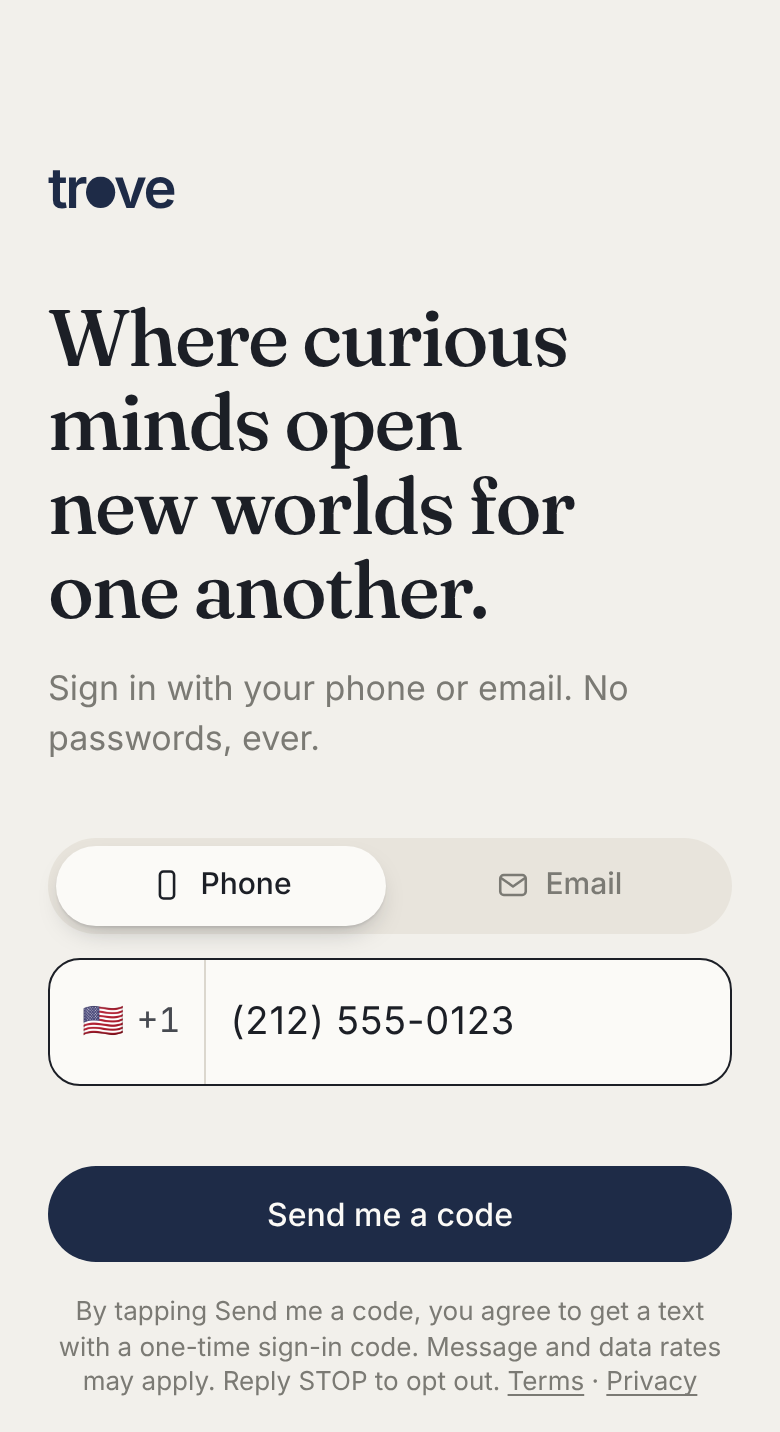 trove
Where curious
minds open
new worlds for
one another.
Sign in with your phone or email. No
passwords, ever.
Phone
Email
+1
(212) 555-0123
Send me a code
By tapping Send me a code, you agree to get a text
with a one-time sign-in code. Message and data rates
may apply. Reply STOP to opt out. Terms · Privacy